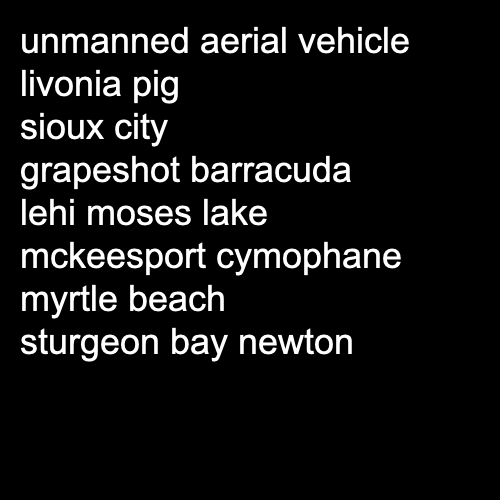 unmanned aerial vehicle
livonia pig
sioux city
grapeshot barracuda
lehi moses lake
mckeesport cymophane
myrtle beach
sturgeon bay newton